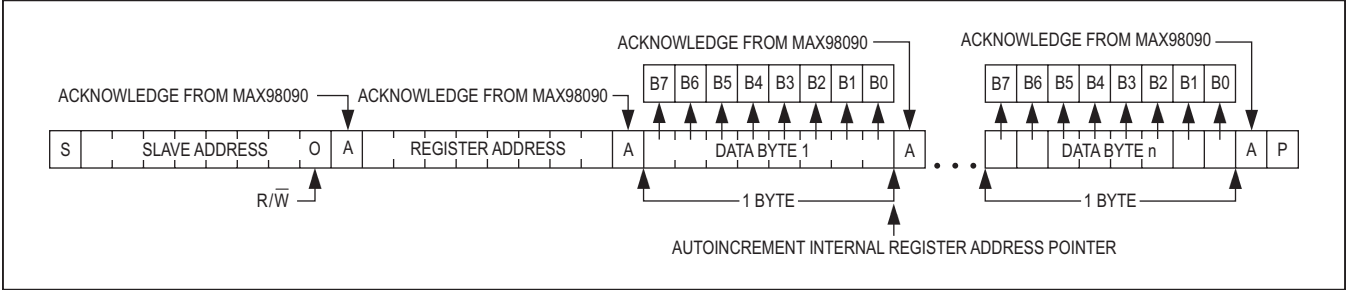 ACKNOWLEDGE FROM MAX98090
ACKNOWLEDGE FROM MAX98090
B7 B6 B5 B4 B3 B2 B1 B0
B7 B6 B5 B4 B3 B2 B1 B0
ACKNOWLEDGE FROM MAX98090
ACKNOWLEDGE FROM MAX98090
S SLAVE ADDRESS O A REGISTER ADDRESS A DATA BYTE 1 A • • • DATA BYTE n A P
R/W̅
1 BYTE
1 BYTE
AUTOINCREMENT INTERNAL REGISTER ADDRESS POINTER